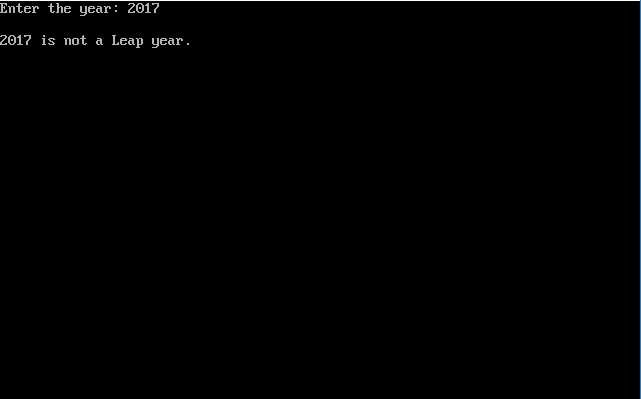 Enter the year: 2017
2017 is not a Leap year.